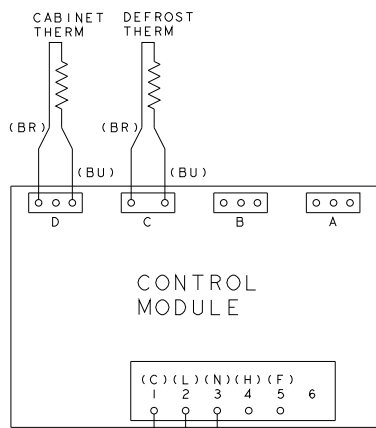 CABINET THERM
DEFROST THERM
(BR) (BU) (BR) (BU)
D C B A
CONTROL
MODULE
(C) (L) (N) (H) (F)
1 2 3 4 5 6